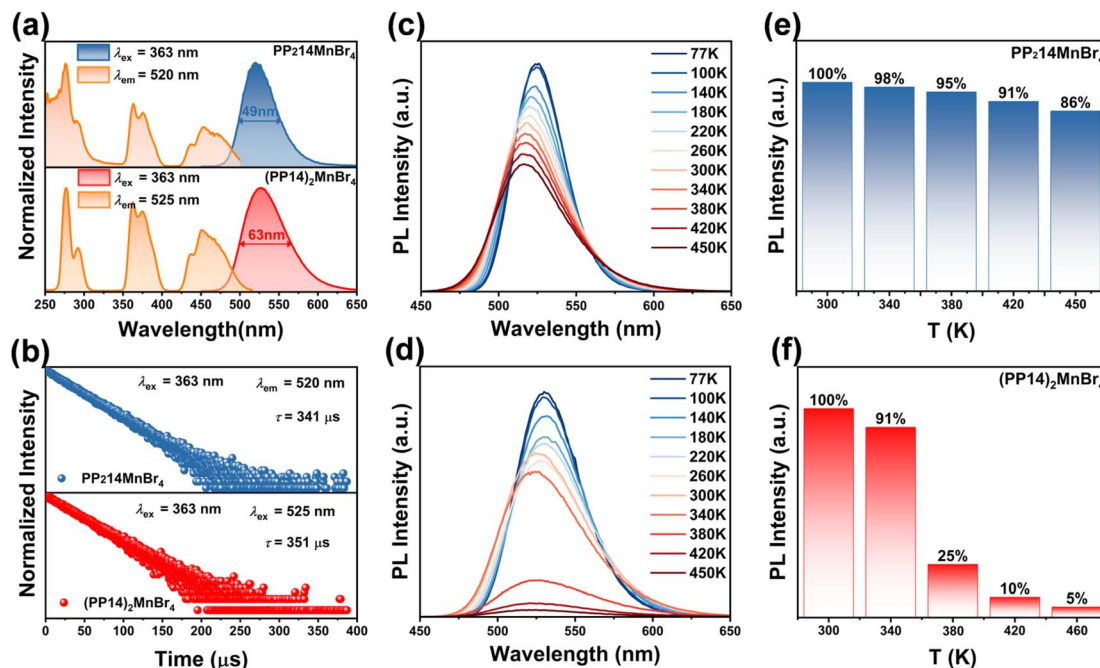 (a)
λex = 363 nm
λem = 520 nm
PP214MnBr4
49nm
λex = 363 nm
λem = 525 nm
(PP14)2MnBr4
63nm
Normalized Intensity
250 300 350 400 450 500 550 600 650
Wavelength(nm)
(b)
λex = 363 nm λem = 520 nm
τ = 341 μs
PP214MnBr4
λex = 363 nm λex = 525 nm
τ = 351 μs
(PP14)2MnBr4
Normalized Intensity
0 50 100 150 200 250 300 350 400
Time (μs)
(c)
77K
100K
140K
180K
220K
260K
300K
340K
380K
420K
450K
PL Intensity (a.u.)
450 500 550 600 650
Wavelength (nm)
(d)
77K
100K
140K
180K
220K
260K
300K
340K
380K
420K
450K
PL Intensity (a.u.)
450 500 550 600 650
Wavelength (nm)
(e)
PP214MnBr4
100% 98% 95% 91% 86%
PL Intensity (a.u.)
300 340 380 420 450
T (K)
(f)
(PP14)2MnBr4
100%
91%
25%
10%
5%
PL Intensity (a.u.)
300 340 380 420 460
T (K)